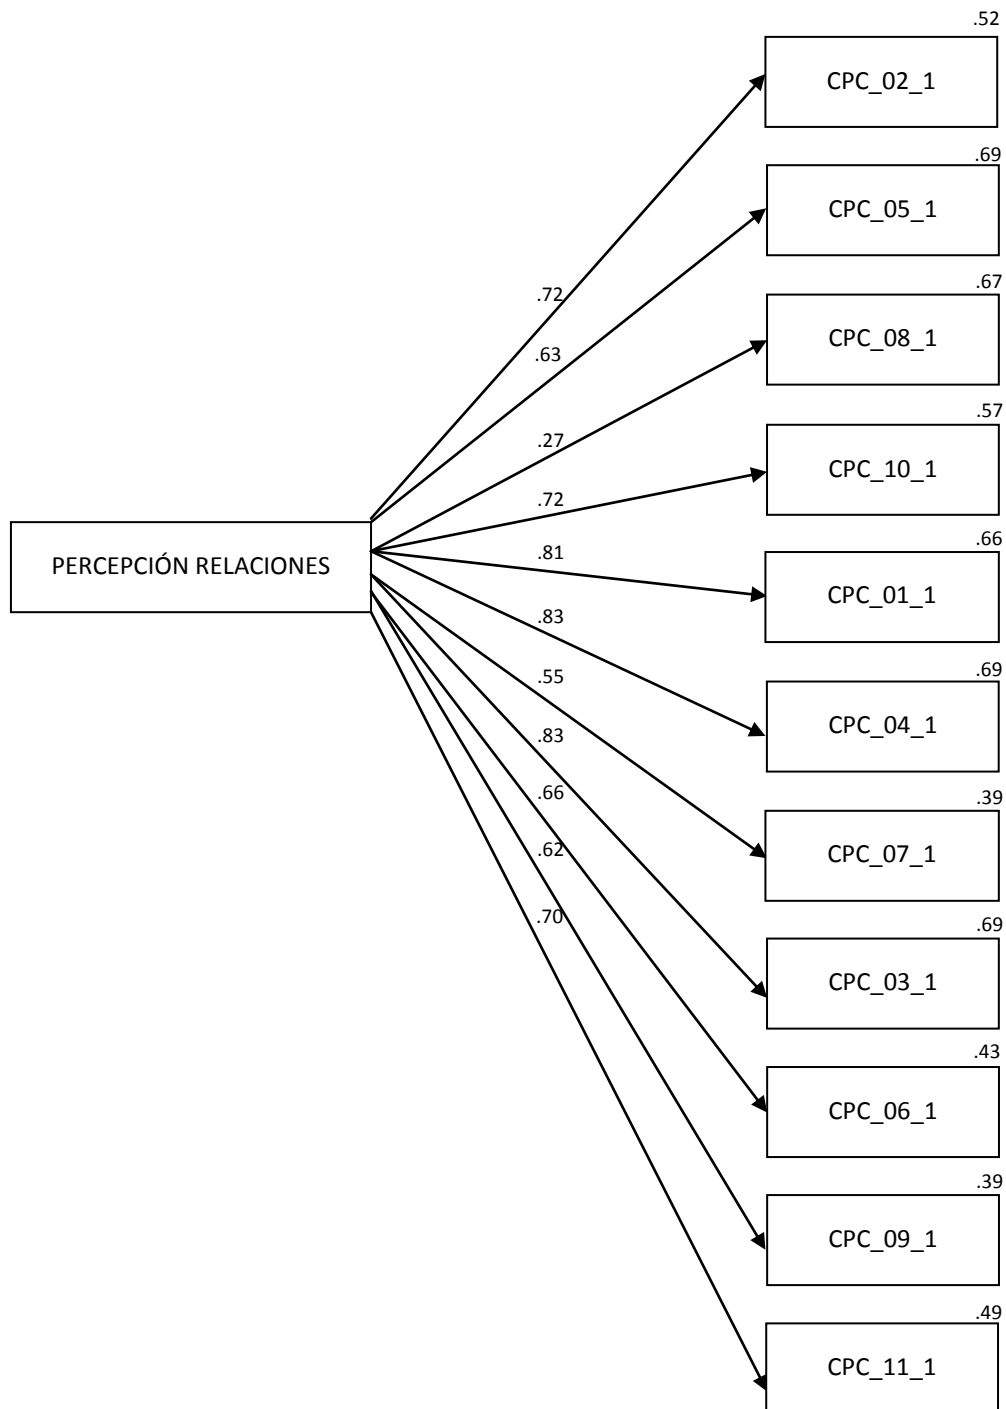 .52
CPC_02_1
.69
CPC_05_1
.67
.72
CPC_08_1
.63
.57
.27
CPC_10_1
.72
.66
PERCEPCIÓN RELACIONES
.81
CPC_01_1
.83
.69
.55
CPC_04_1
.83
.39
.66
CPC_07_1
.62
.69
.70
CPC_03_1
.43
CPC_06_1
.39
CPC_09_1
.49
CPC_11_1